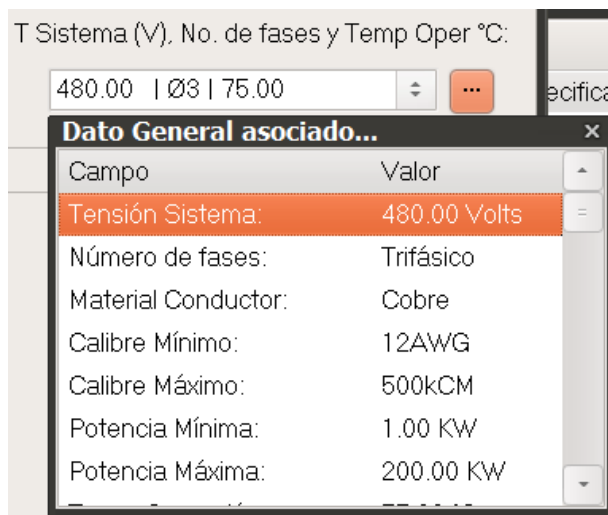 T Sistema (V), No. de fases y Temp Oper °C:
480.00 | Ø3 | 75.00 ...
ecifica
Dato General asociado... ×
Campo Valor
Tensión Sistema: 480.00 Volts
Número de fases: Trifásico
Material Conductor: Cobre
Calibre Mínimo: 12AWG
Calibre Máximo: 500kCM
Potencia Mínima: 1.00 KW
Potencia Máxima: 200.00 KW